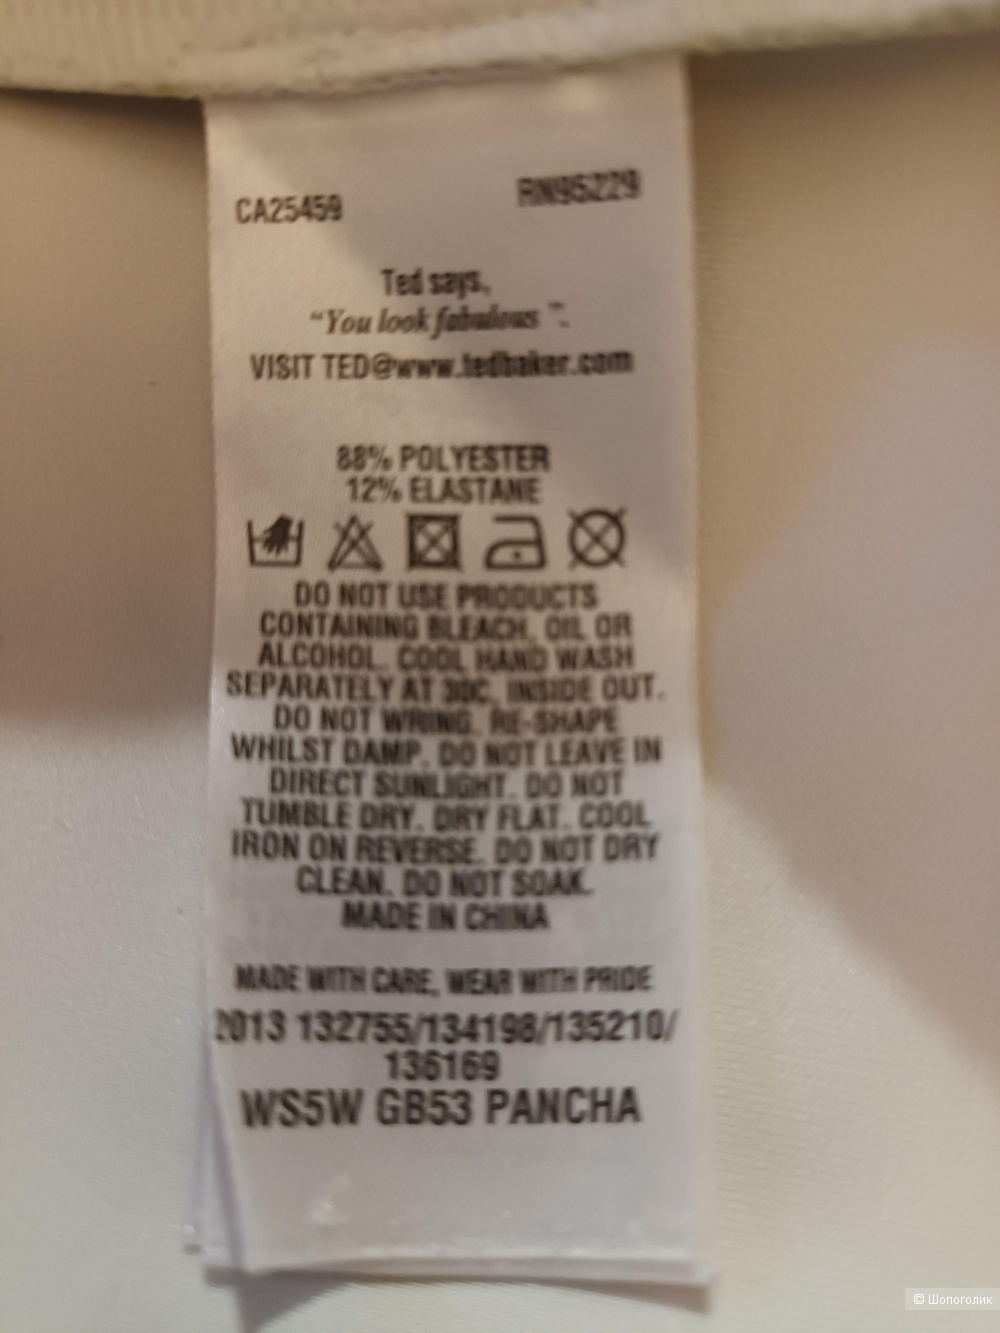 CA25459 RN95229
Ted says,
“You look fabulous”.
VISIT TED@www.tedbaker.com
88% POLYESTER
12% ELASTANE
DO NOT USE PRODUCTS
CONTAINING BLEACH, OIL OR
ALCOHOL. COOL HAND WASH
SEPARATELY AT 30C, INSIDE OUT.
DO NOT WRING. RE-SHAPE
WHILST DAMP. DO NOT LEAVE IN
DIRECT SUNLIGHT. DO NOT
TUMBLE DRY. DRY FLAT. COOL
IRON ON REVERSE. DO NOT DRY
CLEAN. DO NOT SOAK.
MADE IN CHINA
MADE WITH CARE, WEAR WITH PRIDE
2013 132755/134198/135210/
136169
WS5W GB53 PANCHA
© Шопоголик